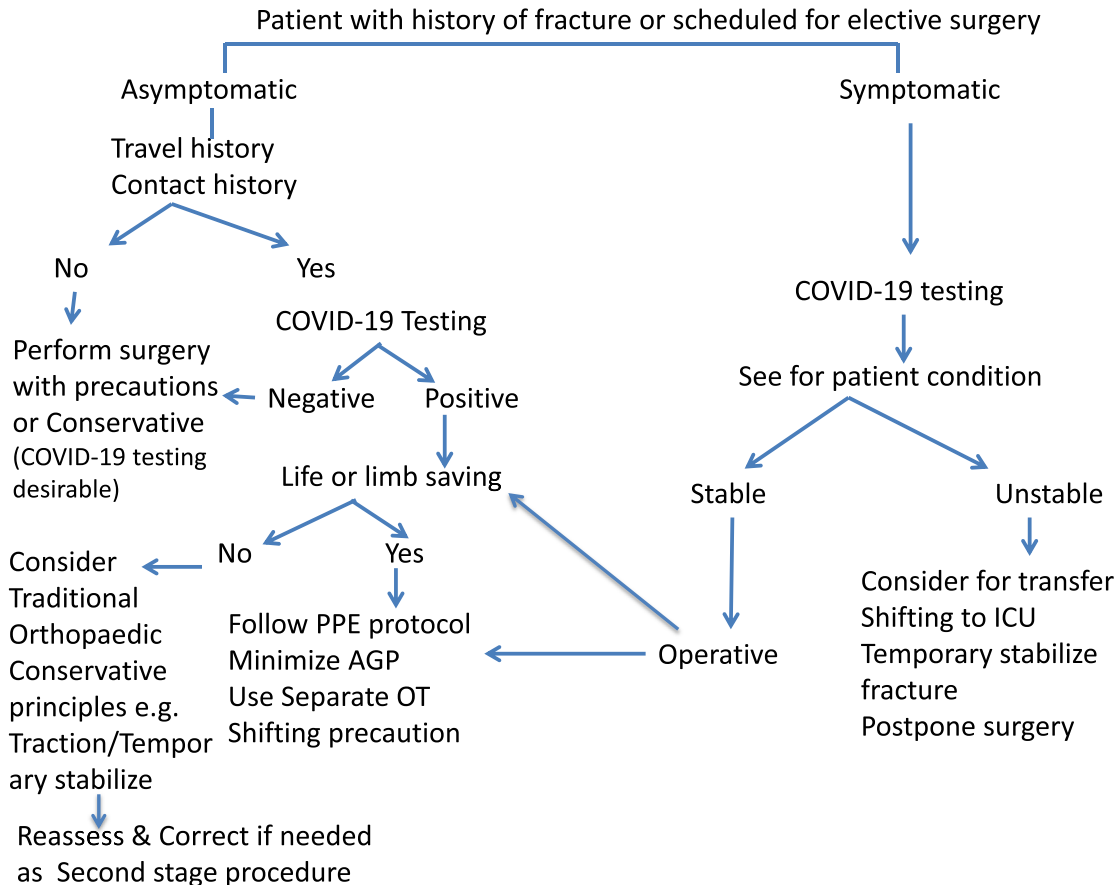 Patient with history of fracture or scheduled for elective surgery
Asymptomatic
Symptomatic
Travel history
Contact history
No
Yes
COVID-19 testing
COVID-19 Testing
Perform surgery
with precautions
or Conservative
(COVID-19 testing
desirable)
Negative
Positive
See for patient condition
Life or limb saving
Stable
Unstable
No
Yes
Consider
Traditional
Orthopaedic
Conservative
principles e.g.
Traction/Tempor
ary stabilize
Follow PPE protocol
Minimize AGP
Use Separate OT
Shifting precaution
Operative
Consider for transfer
Shifting to ICU
Temporary stabilize
fracture
Postpone surgery
Reassess & Correct if needed
as  Second stage procedure